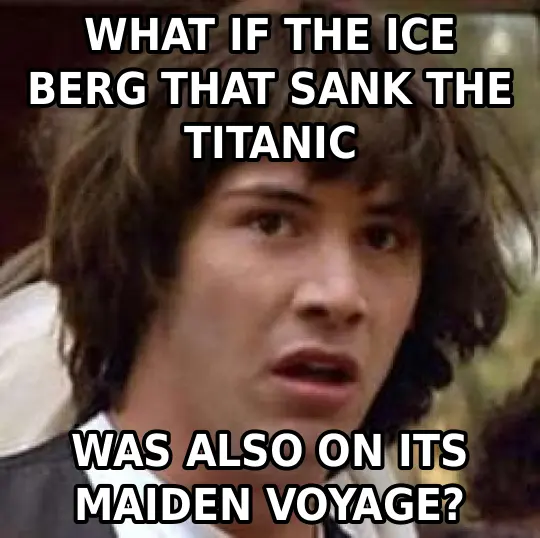 WHAT IF THE ICE
BERG THAT SANK THE
TITANIC
WAS ALSO ON ITS
MAIDEN VOYAGE?